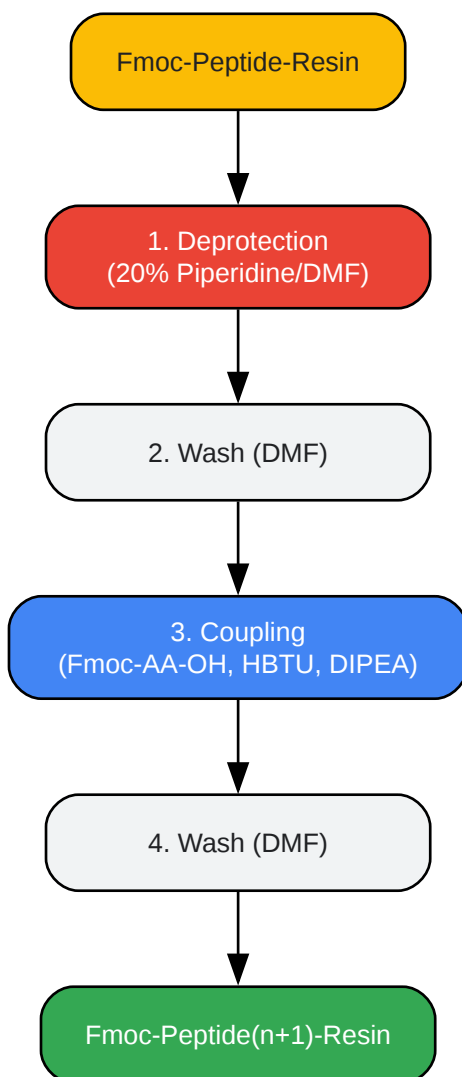 Fmoc-Peptide-Resin
1. Deprotection
(20% Piperidine/DMF)
2. Wash (DMF)
3. Coupling
(Fmoc-AA-OH, HBTU, DIPEA)
4. Wash (DMF)
Fmoc-Peptide(n+1)-Resin